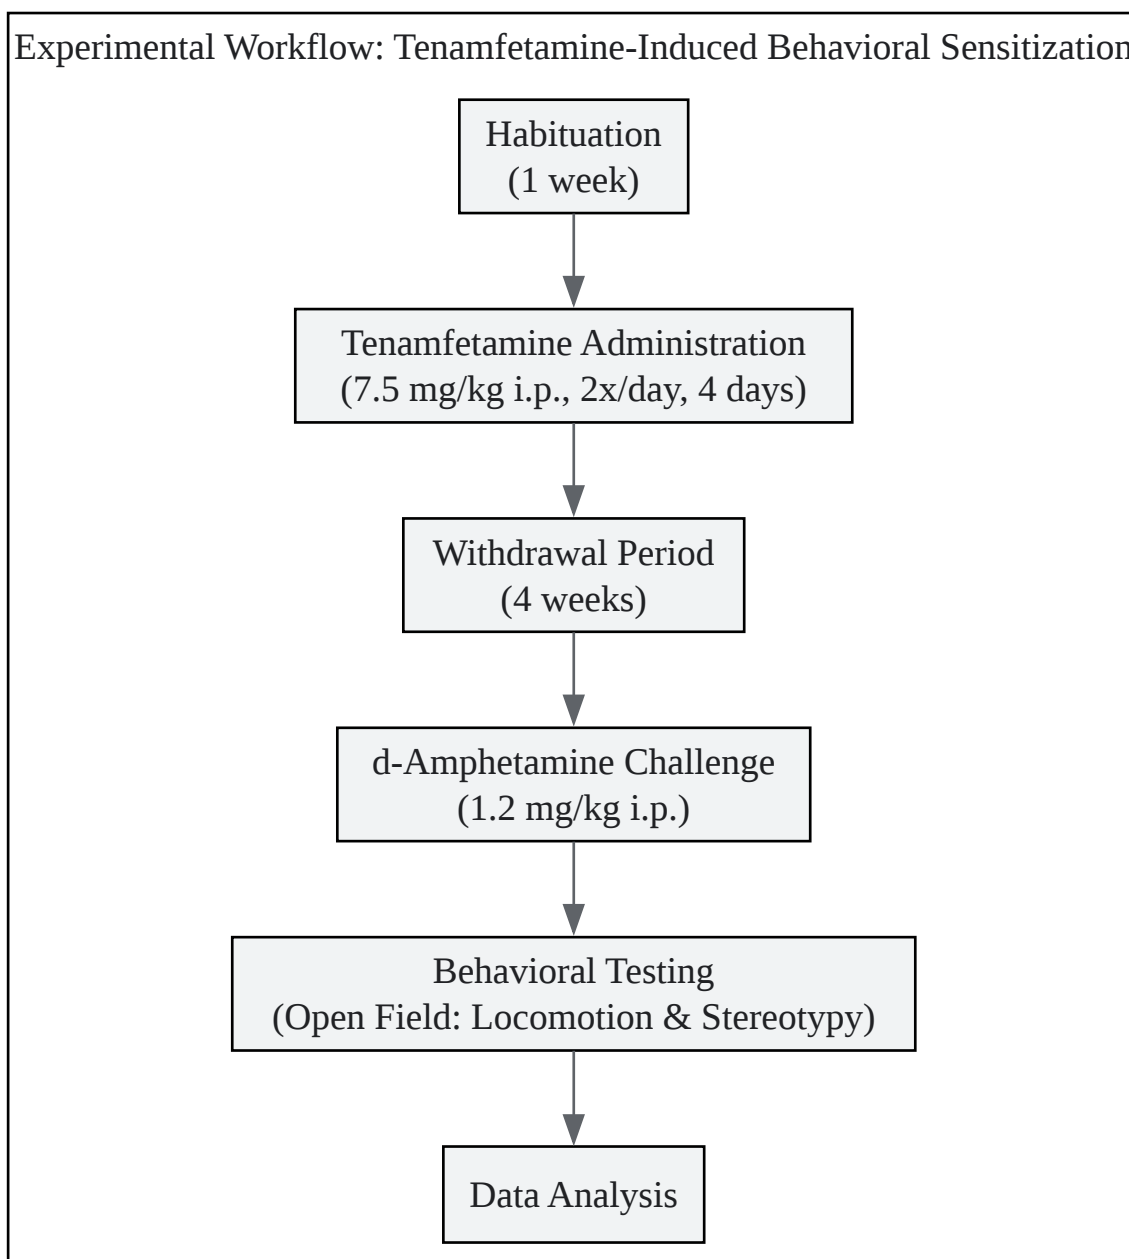 Experimental Workflow: Tenamfetamine-Induced Behavioral Sensitization
Habituation
(1 week)
Tenamfetamine Administration
(7.5 mg/kg i.p., 2x/day, 4 days)
Withdrawal Period
(4 weeks)
d-Amphetamine Challenge
(1.2 mg/kg i.p.)
Behavioral Testing
(Open Field: Locomotion & Stereotypy)
Data Analysis